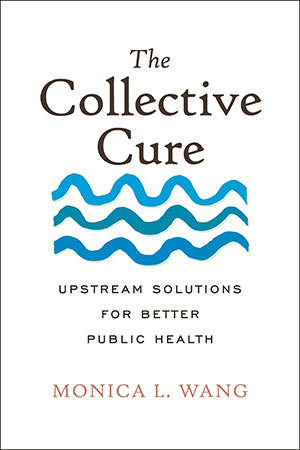 The
Collective
Cure
UPSTREAM SOLUTIONS
FOR BETTER
PUBLIC HEALTH
MONICA L. WANG